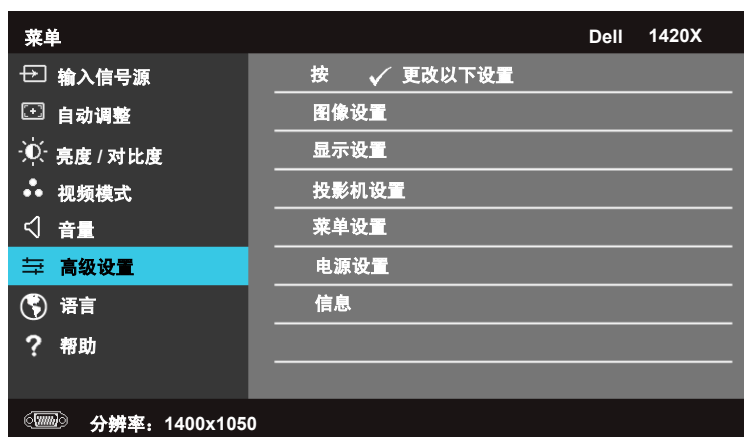 菜单 Dell 1420X
输入信号源
自动调整
亮度 / 对比度
视频模式
音量
高级设置
语言
帮助
按 ✓ 更改以下设置
图像设置
显示设置
投影机设置
菜单设置
电源设置
信息
分辨率：1400x1050